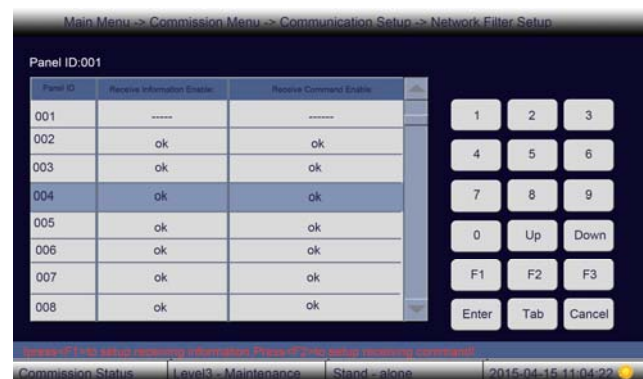 Main Menu -> Commission Menu -> Communication Setup -> Network Filter Setup
Panel ID:001
Panel ID Receive Information Enable Receive Command Enable
001 ----- ------
002 ok ok
003 ok ok
004 ok ok
005 ok ok
006 ok ok
007 ok ok
008 ok ok
1 2 3
4 5 6
7 8 9
0 Up Down
F1 F2 F3
Enter Tab Cancel
!press<F1>to setup receiving information,Press<F2>to setup receiving command!
Commission Status Level3 - Maintenance Stand - alone 2015-04-15 11:04:22